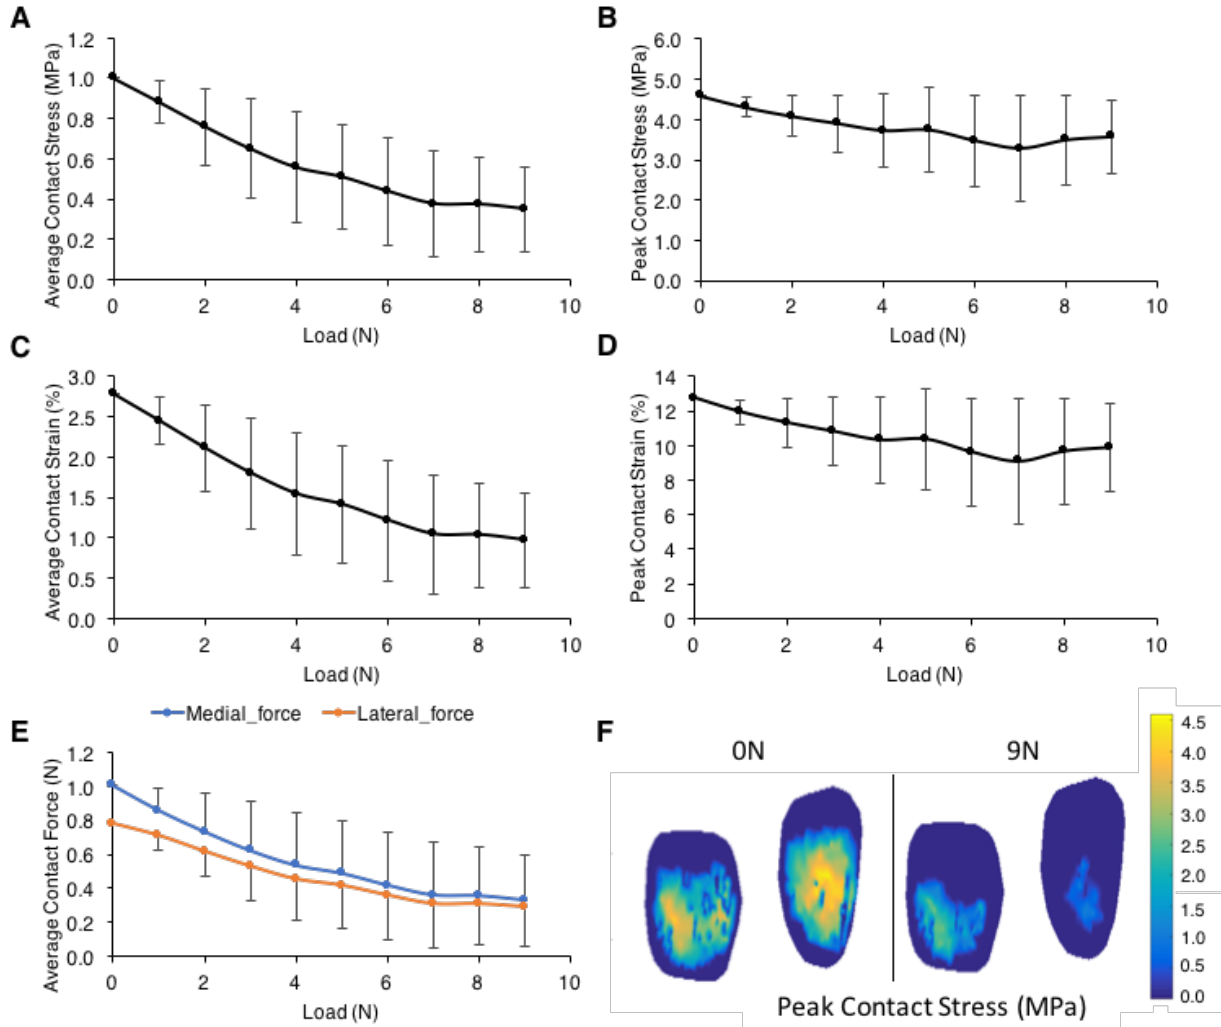 A
Average Contact Stress (MPa)
1.2
1.0
0.8
0.6
0.4
0.2
0.0
0 2 4 6 8 10
Load (N)
B
Peak Contact Stress (MPa)
6.0
5.0
4.0
3.0
2.0
1.0
0.0
0 2 4 6 8 10
Load (N)
C
Average Contact Strain (%)
3.0
2.5
2.0
1.5
1.0
0.5
0.0
0 2 4 6 8 10
Load (N)
D
Peak Contact Strain (%)
14
12
10
8
6
4
2
0
0 2 4 6 8 10
Load (N)
E
Medial_force Lateral_force
Average Contact Force (N)
1.2
1.0
0.8
0.6
0.4
0.2
0.0
0 2 4 6 8 10
Load (N)
F
0N 9N
4.5
4.0
3.5
3.0
2.5
2.0
1.5
1.0
0.5
0.0
Peak Contact Stress (MPa)